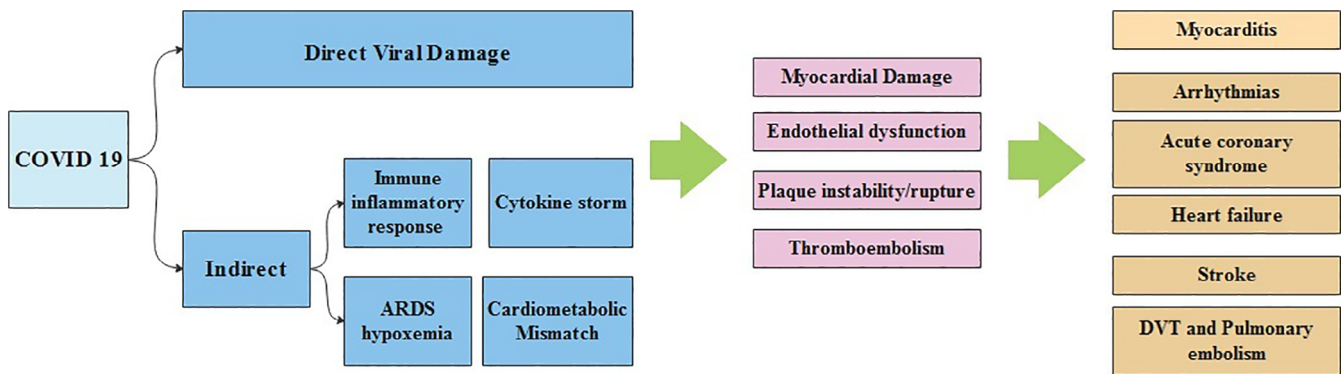 COVID 19
Direct Viral Damage
Indirect
Immune
inflammatory
response
Cytokine storm
ARDS
hypoxemia
Cardiometabolic
Mismatch
Myocardial Damage
Endothelial dysfunction
Plaque instability/rupture
Thromboembolism
Myocarditis
Arrhythmias
Acute coronary
syndrome
Heart failure
Stroke
DVT and Pulmonary
embolism